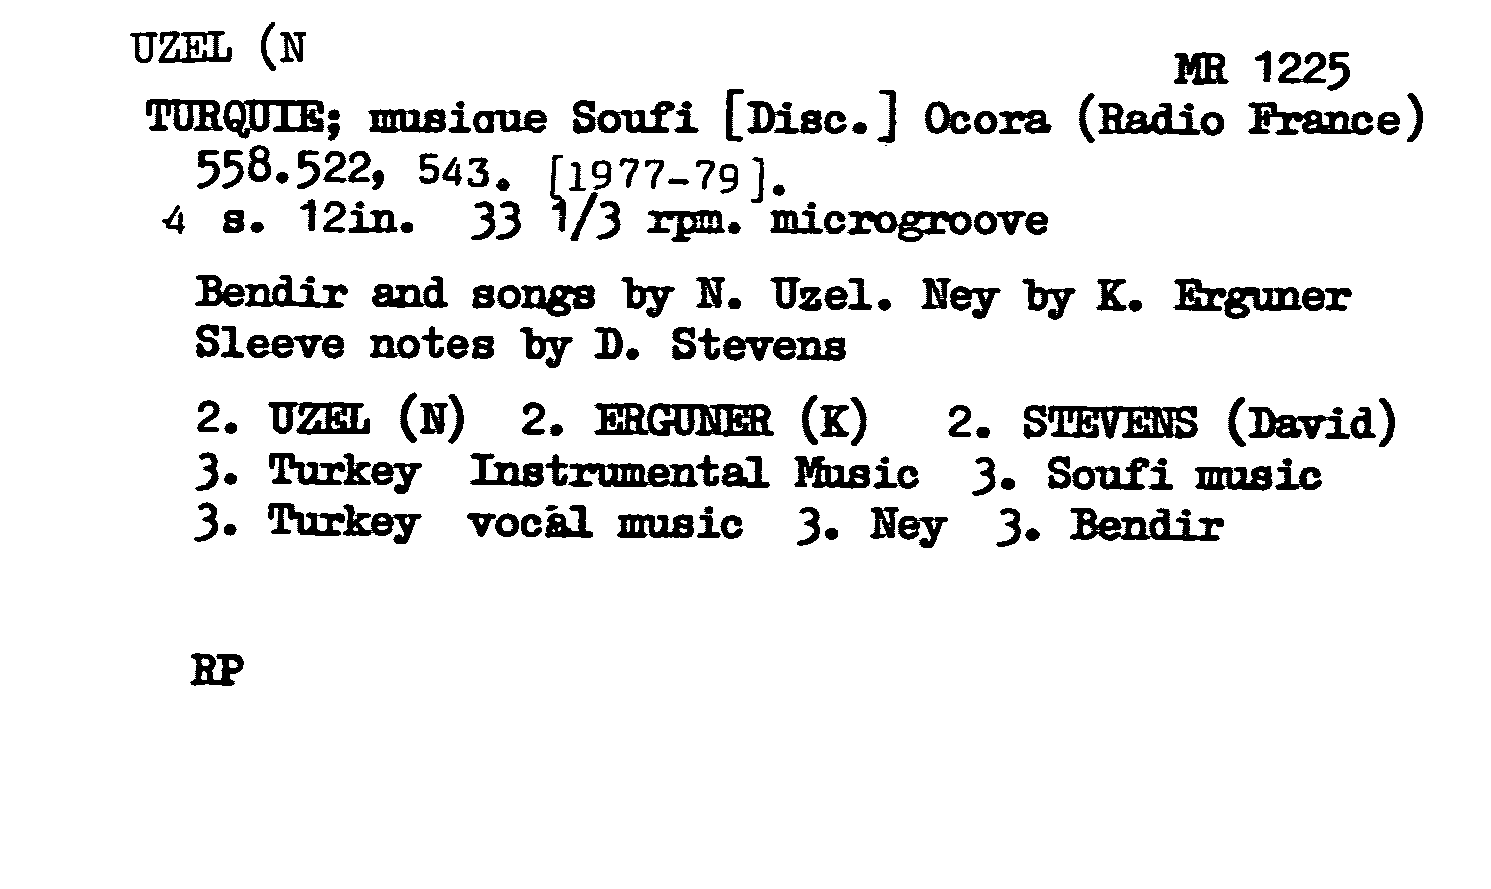 UZEL (N
MR 1225
TURQUIE; musique Soufi [Disc.] Ocora (Radio France)
558.522, 543. [1977-79].
4 s. 12in. 33 1/3 rpm. microgroove
Bendir and songs by N. Uzel. Ney by K. Erguner
Sleeve notes by D. Stevens
2. UZEL (N) 2. ERGUNER (K) 2. STEVENS (David)
3. Turkey Instrumental Music 3. Soufi music
3. Turkey vocal music 3. Ney 3. Bendir
RP